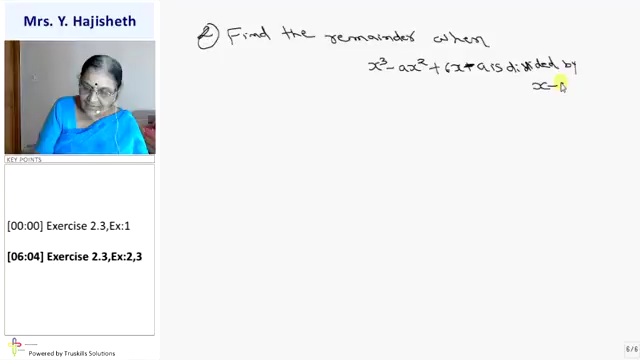 Mrs. Y. Hajisheth
② Find the remainder when
x³ - ax² + 6x - a is divided by
x -
KEY POINTS
[00:00] Exercise 2.3,Ex:1
[06:04] Exercise 2.3,Ex:2,3
Powered by Truskills Solutions
6/6